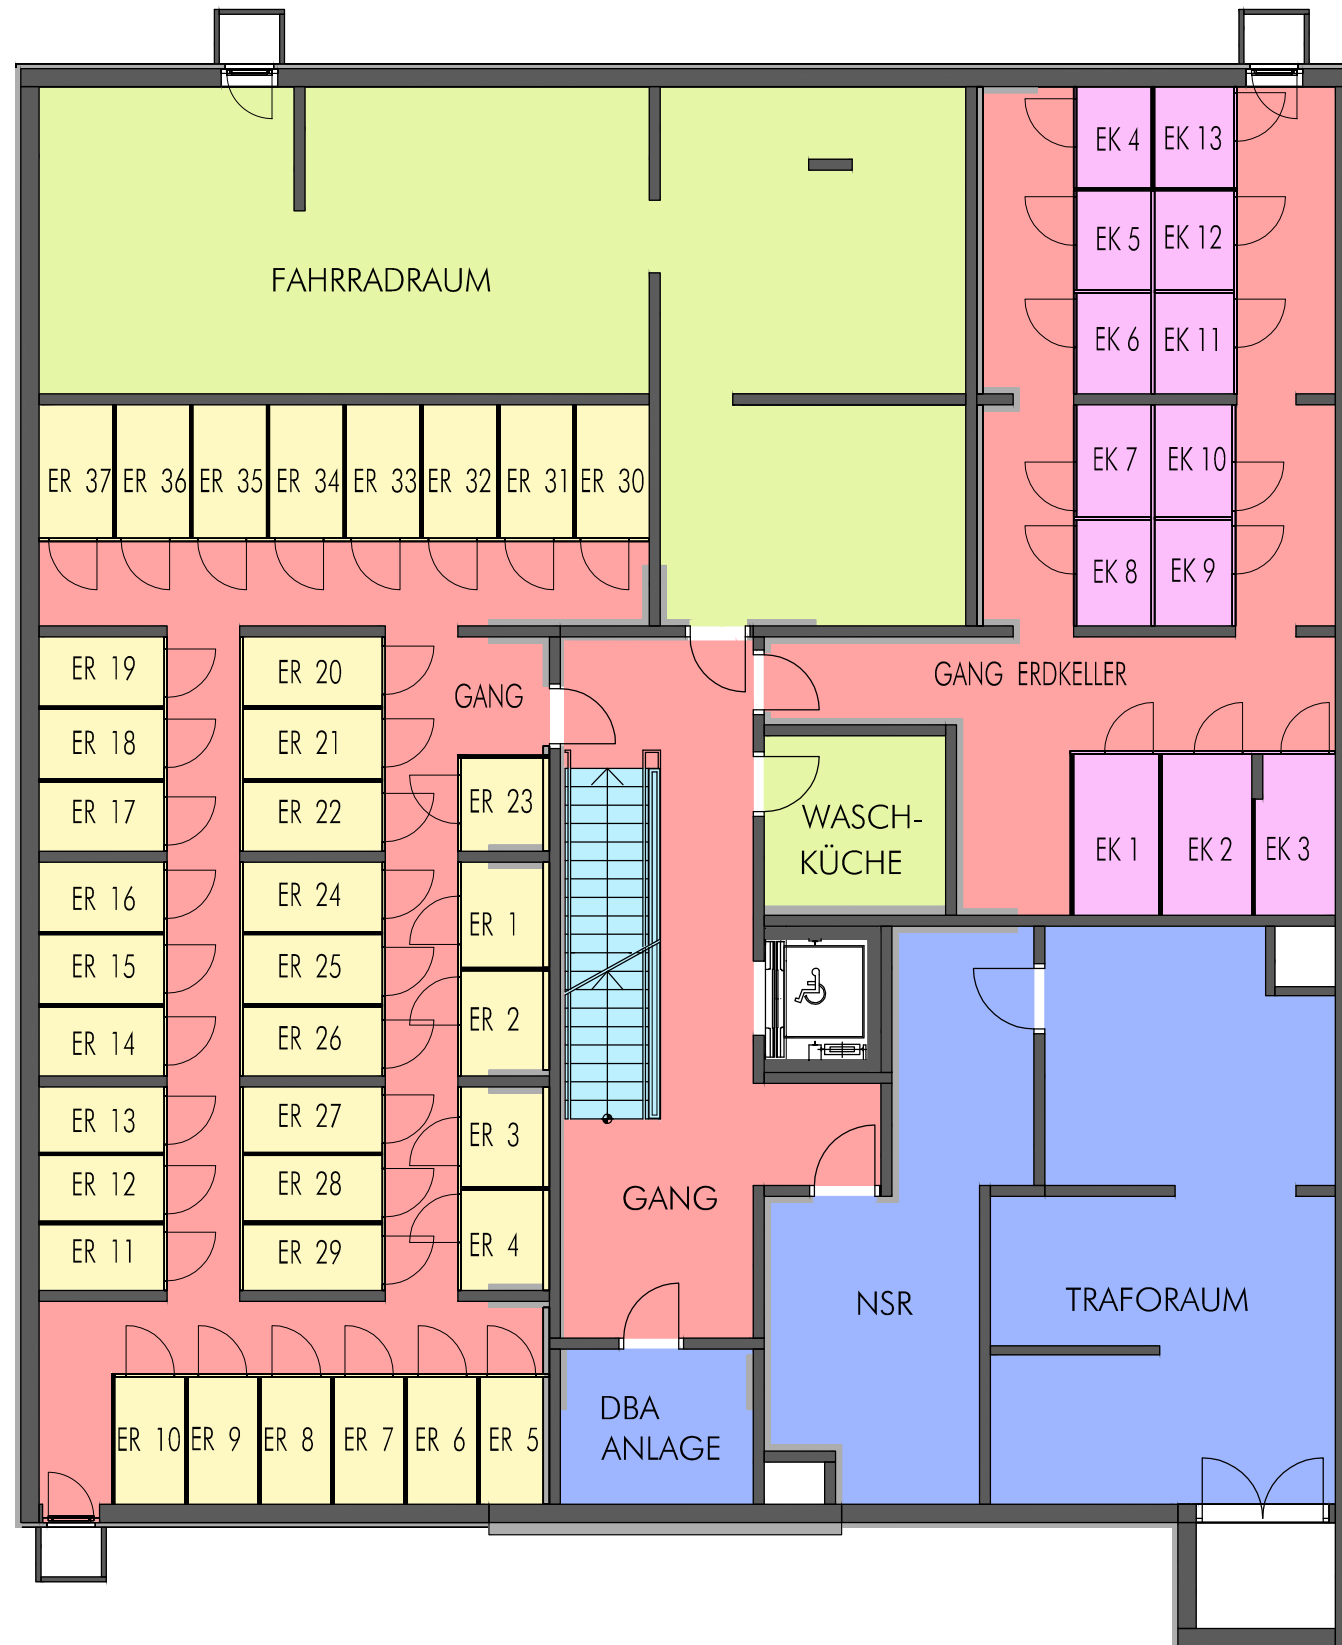 EK 4
EK 13
EK 5
EK 12
FAHRRADRAUM
EK 6
EK 11
ER 37
ER 36
ER 35
ER 34
ER 33
ER 32
ER 31
ER 30
EK 7
EK 10
EK 8
EK 9
ER 19
ER 20
GANG
GANG ERDKELLER
ER 18
ER 21
ER 17
ER 22
ER 23
WASCH-
KÜCHE
EK 1
EK 2
EK 3
ER 16
ER 24
ER 1
ER 15
ER 25
ER 14
ER 26
ER 2
ER 13
ER 27
ER 3
ER 12
ER 28
GANG
ER 11
ER 29
ER 4
NSR
TRAFORAUM
ER 10
ER 9
ER 8
ER 7
ER 6
ER 5
DBA
ANLAGE